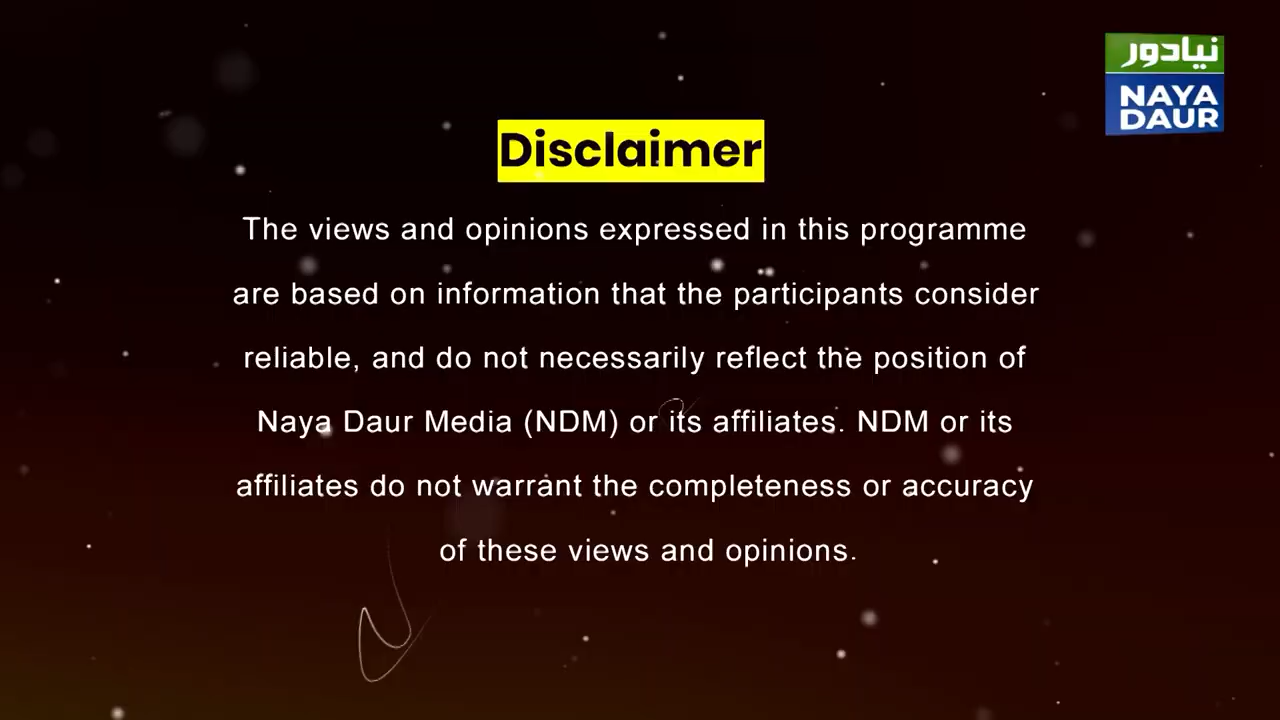 نیادور
NAYA
DAUR
Disclaimer
The views and opinions expressed in this programme
are based on information that the participants consider
reliable, and do not necessarily reflect the position of
Naya Daur Media (NDM) or its affiliates. NDM or its
affiliates do not warrant the completeness or accuracy
of these views and opinions.